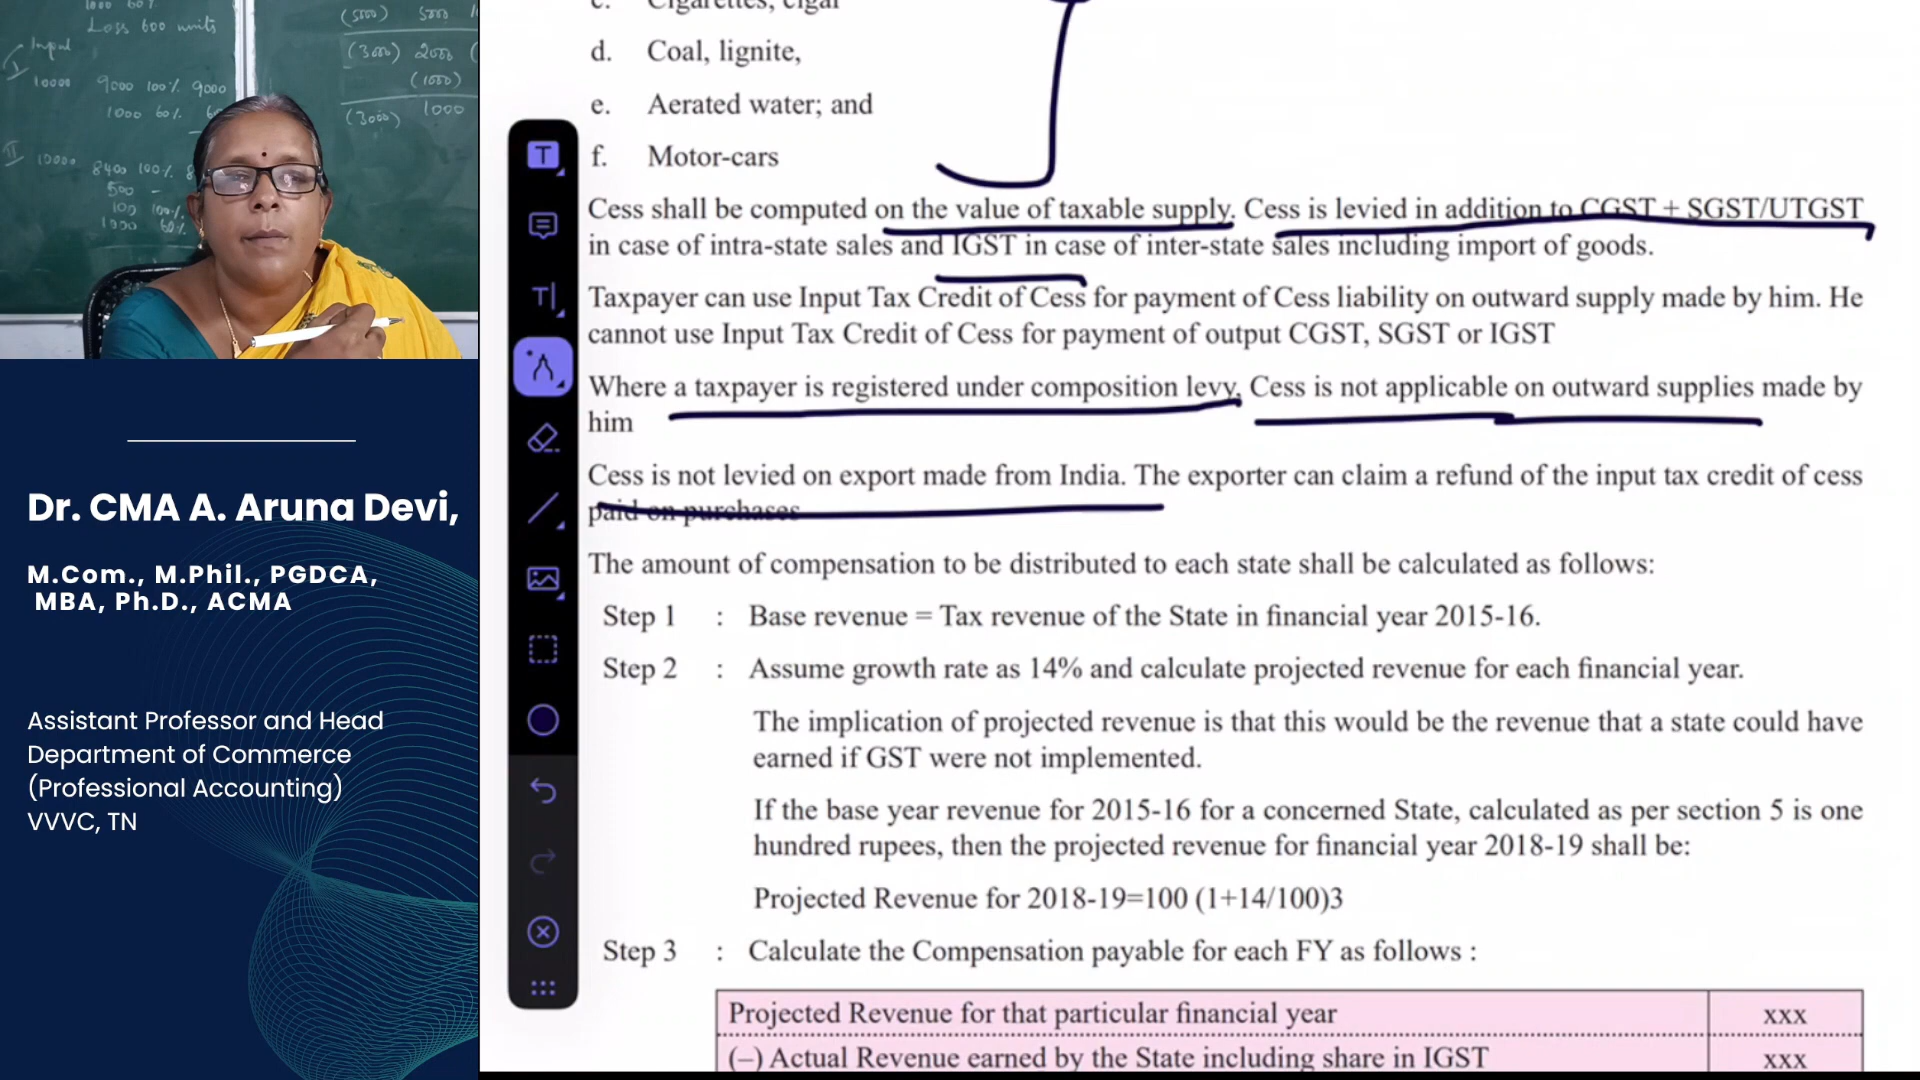 1000 60%
Loss 600 units
Input
I
10000 9000 100% 9000
1000 60%
II 10000 8400 100%
500 -
100 100%
1000 60%
(5000) 5000
(3000) 2000
(1000)
(3000) 1000
Dr. CMA A. Aruna Devi,
M.Com., M.Phil., PGDCA,
MBA, Ph.D., ACMA
Assistant Professor and Head
Department of Commerce
(Professional Accounting)
VVVC, TN
c. Cigarettes, cigar
d. Coal, lignite,
e. Aerated water; and
f. Motor-cars
Cess shall be computed on the value of taxable supply. Cess is levied in addition to CGST + SGST/UTGST
in case of intra-state sales and IGST in case of inter-state sales including import of goods.
Taxpayer can use Input Tax Credit of Cess for payment of Cess liability on outward supply made by him. He
cannot use Input Tax Credit of Cess for payment of output CGST, SGST or IGST
Where a taxpayer is registered under composition levy, Cess is not applicable on outward supplies made by
him
Cess is not levied on export made from India. The exporter can claim a refund of the input tax credit of cess
paid on purchases
The amount of compensation to be distributed to each state shall be calculated as follows:
Step 1 : Base revenue = Tax revenue of the State in financial year 2015-16.
Step 2 : Assume growth rate as 14% and calculate projected revenue for each financial year.
The implication of projected revenue is that this would be the revenue that a state could have
earned if GST were not implemented.
If the base year revenue for 2015-16 for a concerned State, calculated as per section 5 is one
hundred rupees, then the projected revenue for financial year 2018-19 shall be:
Projected Revenue for 2018-19=100 (1+14/100)3
Step 3 : Calculate the Compensation payable for each FY as follows :
Projected Revenue for that particular financial year xxx
(–) Actual Revenue earned by the State including share in IGST xxx